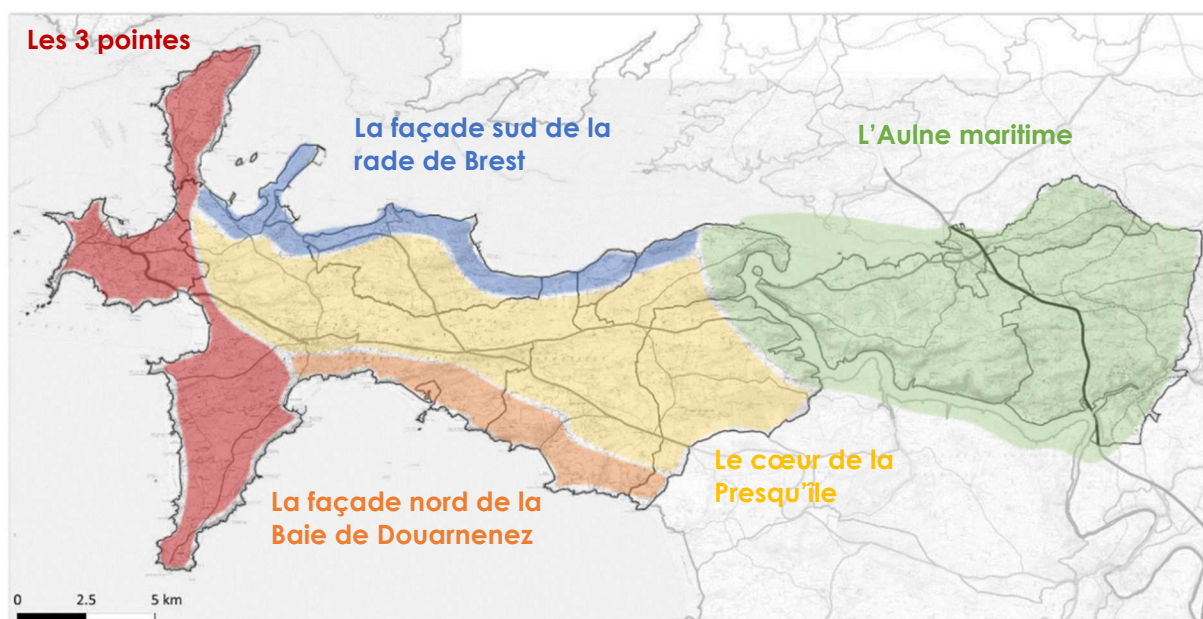 Les 3 pointes
La façade sud de la
rade de Brest
L'Aulne maritime
Le cœur de la
Presqu'île
La façade nord de la
Baie de Douarnenez
0 2.5 5 km